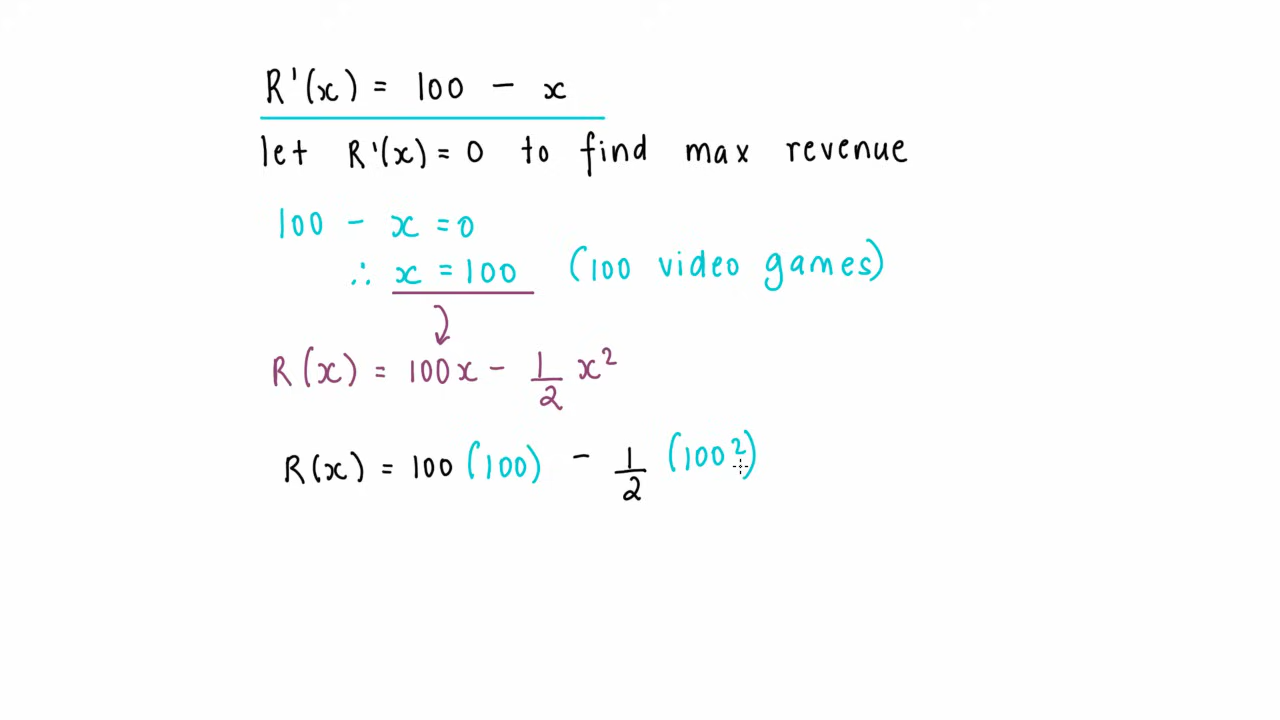 R'(x) = 100 - x
let R'(x) = 0 to find max revenue
100 - x = 0
∴ x = 100 (100 video games)
R(x) = 100x - 1/2 x²
R(x) = 100(100) - 1/2 (100²)